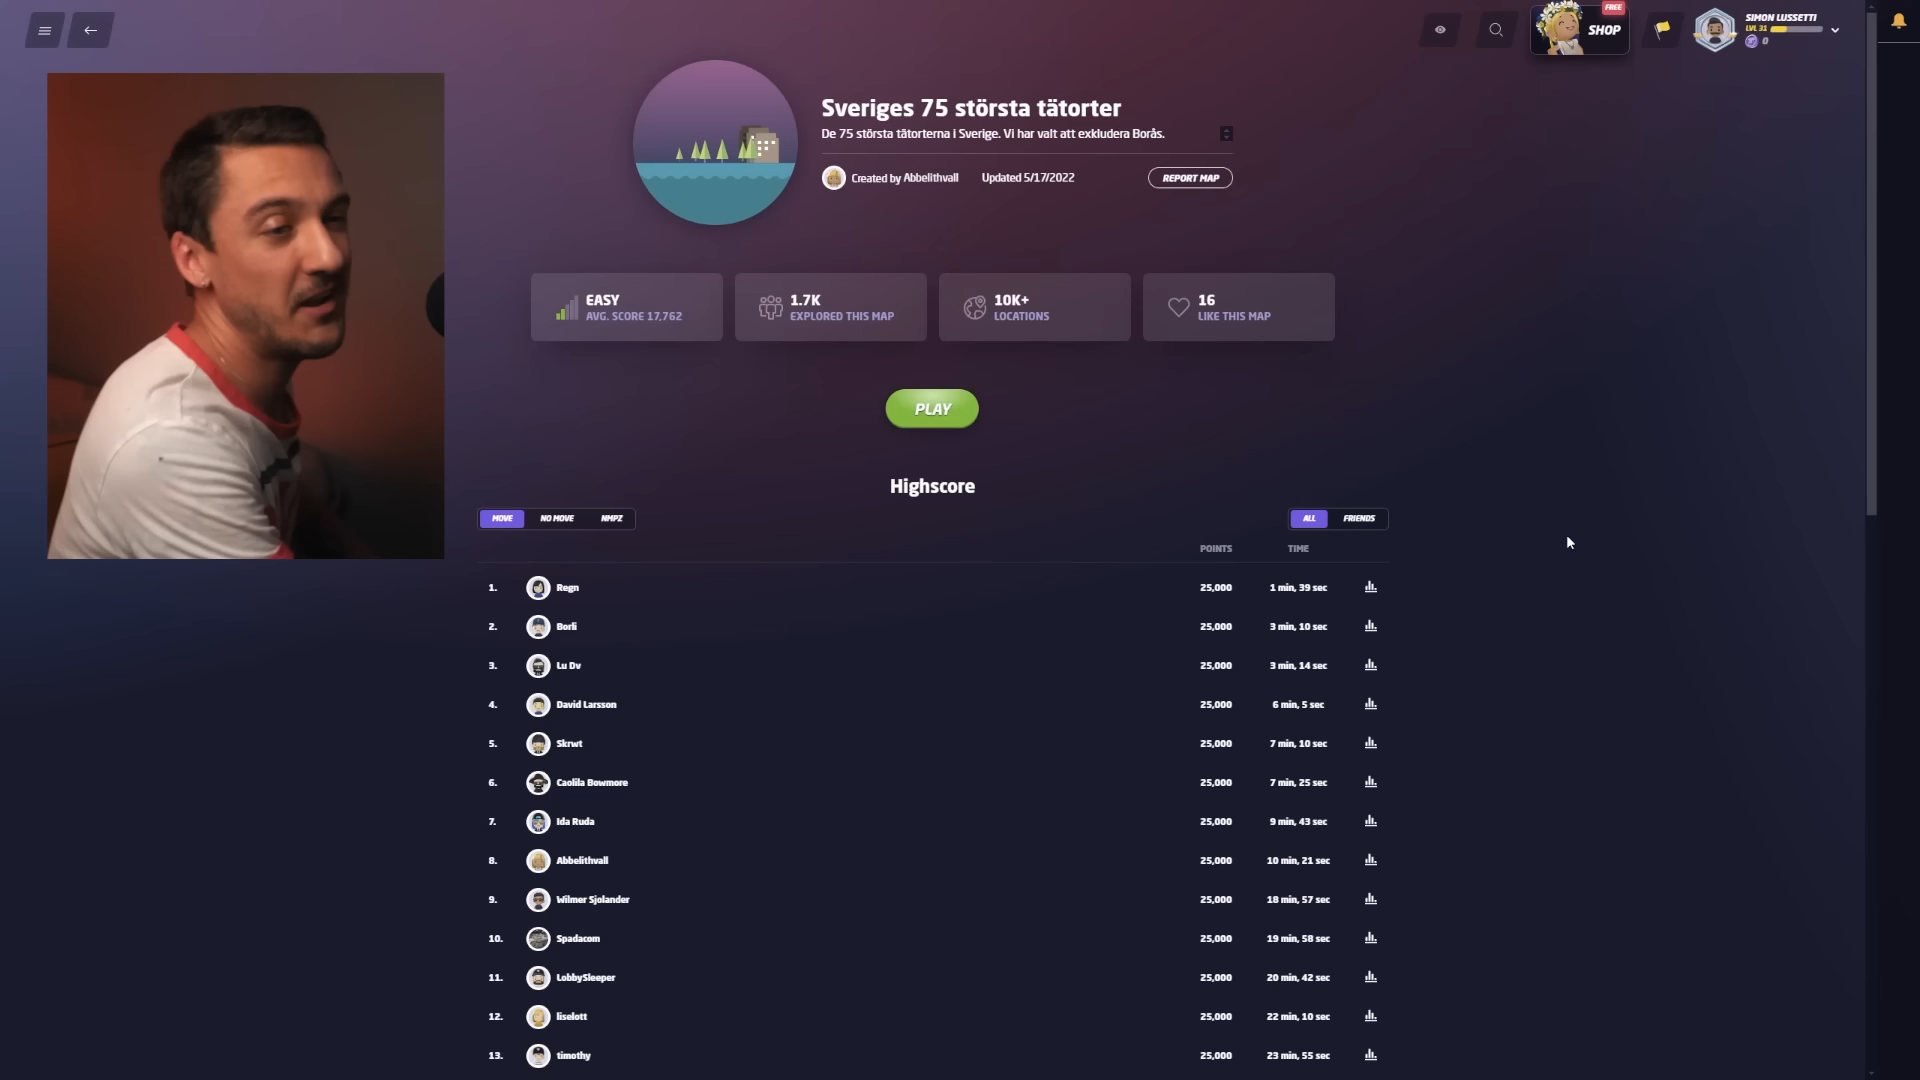 FREE
SHOP
SIMON LUSSETTI
LVL 31
0
Sveriges 75 största tätorter
De 75 största tätorterna i Sverige. Vi har valt att exkludera Borås.
Created by Abbelithvall
Updated 5/17/2022
REPORT MAP
EASY
AVG. SCORE 17,762
1.7K
EXPLORED THIS MAP
10K+
LOCATIONS
16
LIKE THIS MAP
PLAY
Highscore
MOVE NO MOVE NMPZ
ALL FRIENDS
POINTS TIME
1. Regn 25,000 1 min, 39 sec
2. Borli 25,000 3 min, 10 sec
3. Lu Dv 25,000 3 min, 14 sec
4. David Larsson 25,000 6 min, 5 sec
5. Skrwt 25,000 7 min, 10 sec
6. Caolila Bowmore 25,000 7 min, 25 sec
7. Ida Ruda 25,000 9 min, 43 sec
8. Abbelithvall 25,000 10 min, 21 sec
9. Wilmer Sjolander 25,000 18 min, 57 sec
10. Spadacom 25,000 19 min, 58 sec
11. LobbySleeper 25,000 20 min, 42 sec
12. liselott 25,000 22 min, 10 sec
13. timothy 25,000 23 min, 55 sec